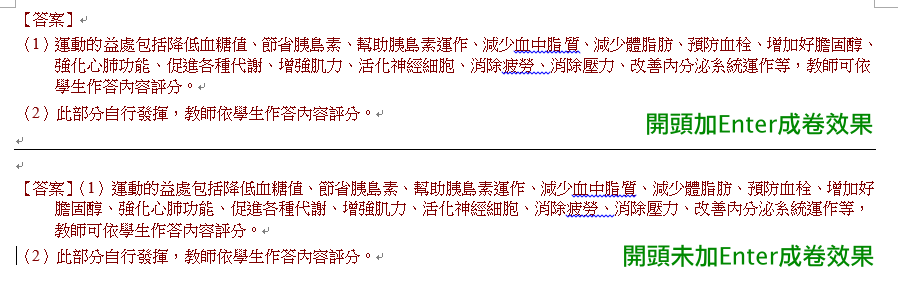 【答案】
（1）運動的益處包括降低血糖值、節省胰島素、幫助胰島素運作、減少血中脂質、減少體脂肪、預防血栓、增加好膽固醇、
強化心肺功能、促進各種代謝、增強肌力、活化神經細胞、消除疲勞、消除壓力、改善內分泌系統運作等，教師可依
學生作答內容評分。
（2）此部分自行發揮，教師依學生作答內容評分。
開頭加Enter成卷效果
【答案】（1）運動的益處包括降低血糖值、節省胰島素、幫助胰島素運作、減少血中脂質、減少體脂肪、預防血栓、增加好
膽固醇、強化心肺功能、促進各種代謝、增強肌力、活化神經細胞、消除疲勞、消除壓力、改善內分泌系統運作等，
教師可依學生作答內容評分。
（2）此部分自行發揮，教師依學生作答內容評分。
開頭未加Enter成卷效果